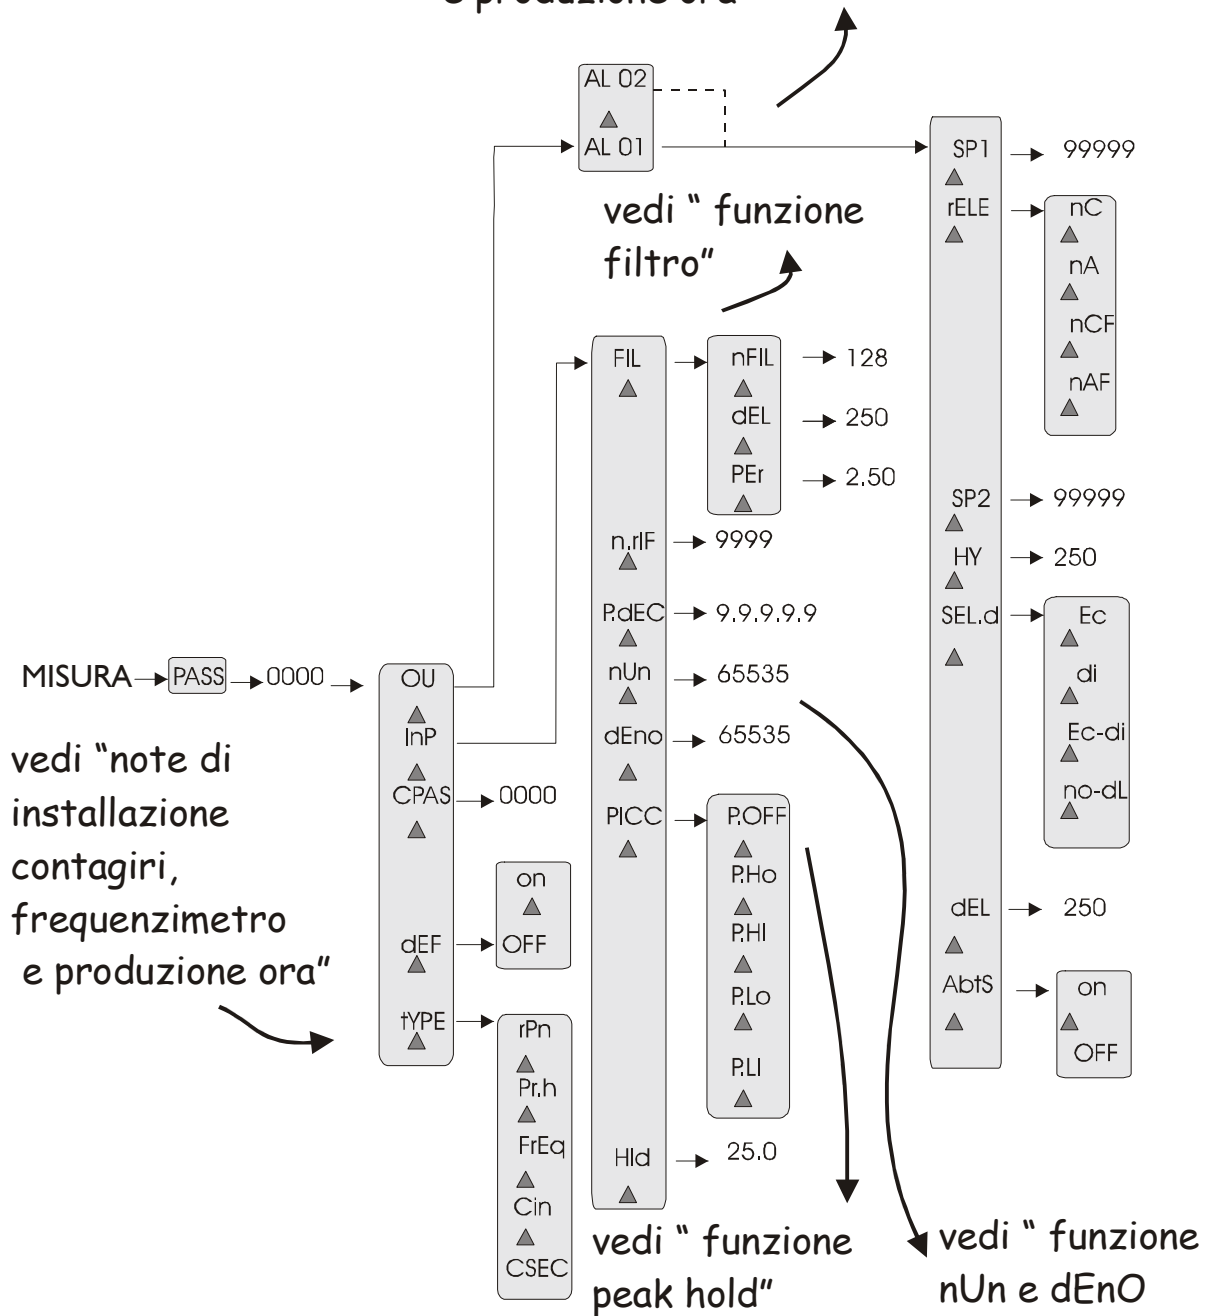 e produzione ora"
AL 02
AL 01
SP1 99999
rELE nC
nA
nCF
nAF
vedi “ funzione
filtro”
FIL nFIL 128
dEL 250
PEr 2.50
SP2 99999
HY 250
SEL.d Ec
di
Ec-di
no-dL
n.rIF 9999
P.dEC 9.9.9.9.9
nUn 65535
dEno 65535
MISURA PASS 0000 OU
InP
CPAS 0000
dEF on
OFF
tYPE rPn
Pr.h
FrEq
Cin
CSEC
vedi “note di
installazione
contagiri,
frequenzimetro
e produzione ora”
PICC P.OFF
P.Ho
P.HI
P.Lo
P.LI
HId 25.0
dEL 250
AbtS on
OFF
vedi “ funzione
peak hold”
vedi “ funzione
nUn e dEnO